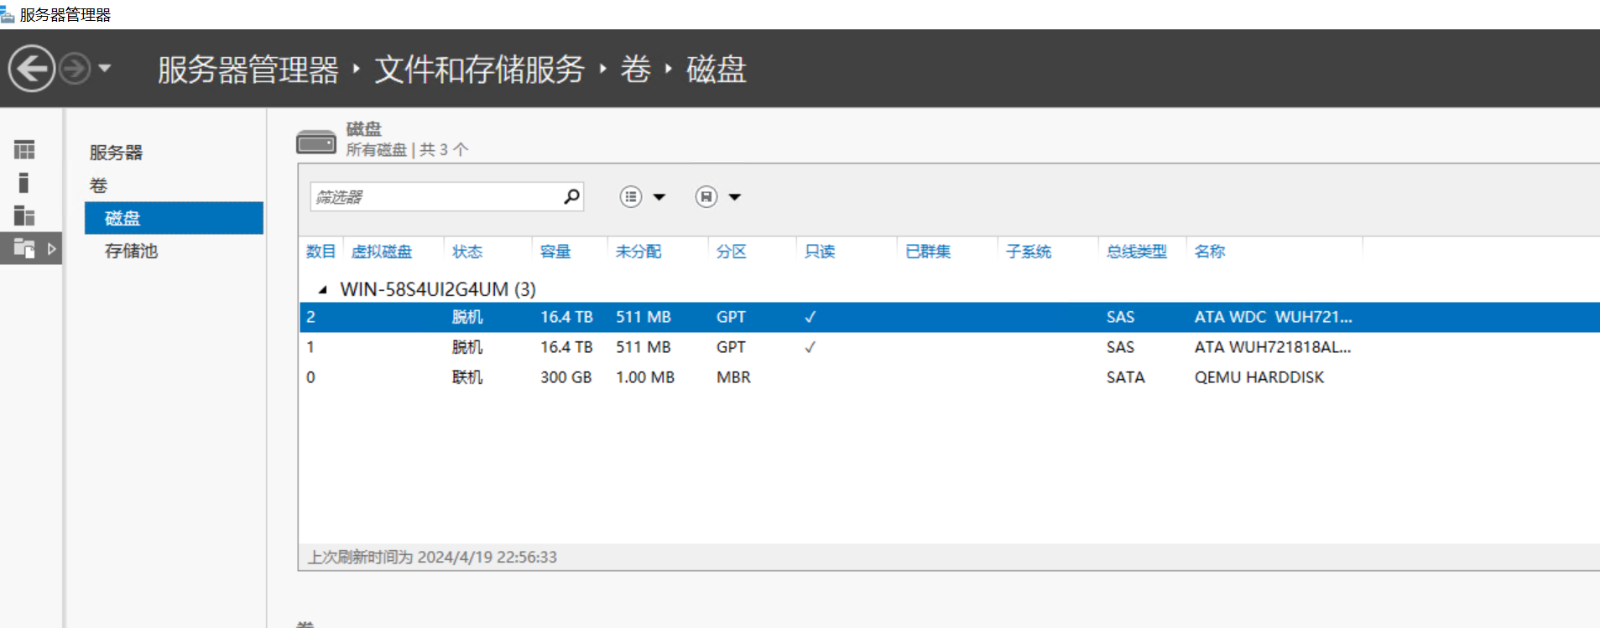 服务器管理器
服务器管理器 文件和存储服务 卷 磁盘
服务器
卷
磁盘
存储池
磁盘
所有磁盘 | 共 3 个
筛选器
数目 虚拟磁盘 状态 容量 未分配 分区 只读 已群集 子系统 总线类型 名称
WIN-58S4UI2G4UM (3)
2 脱机 16.4 TB 511 MB GPT ✓ SAS ATA WDC WUH721...
1 脱机 16.4 TB 511 MB GPT ✓ SAS ATA WUH721818AL...
0 联机 300 GB 1.00 MB MBR SATA QEMU HARDDISK
上次刷新时间为 2024/4/19 22:56:33